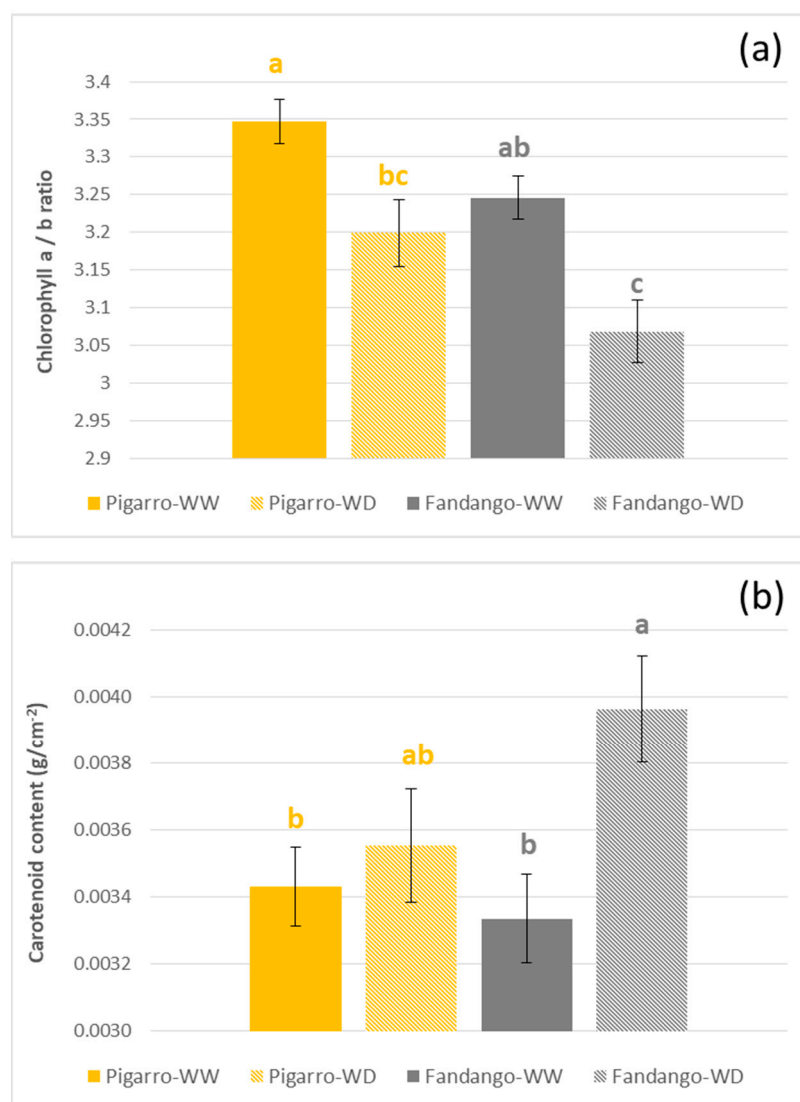 (a)
a
3.4
3.35
3.3
3.25
3.2
3.15
3.1
3.05
3
2.95
2.9
bc
ab
c
Chlorophyll a / b ratio
Pigarro-WW Pigarro-WD Fandango-WW Fandango-WD
(b)
0.0042
0.0040
0.0038
0.0036
0.0034
0.0032
0.0030
a
ab
b
b
Carotenoid content (g/cm⁻²)
Pigarro-WW Pigarro-WD Fandango-WW Fandango-WD